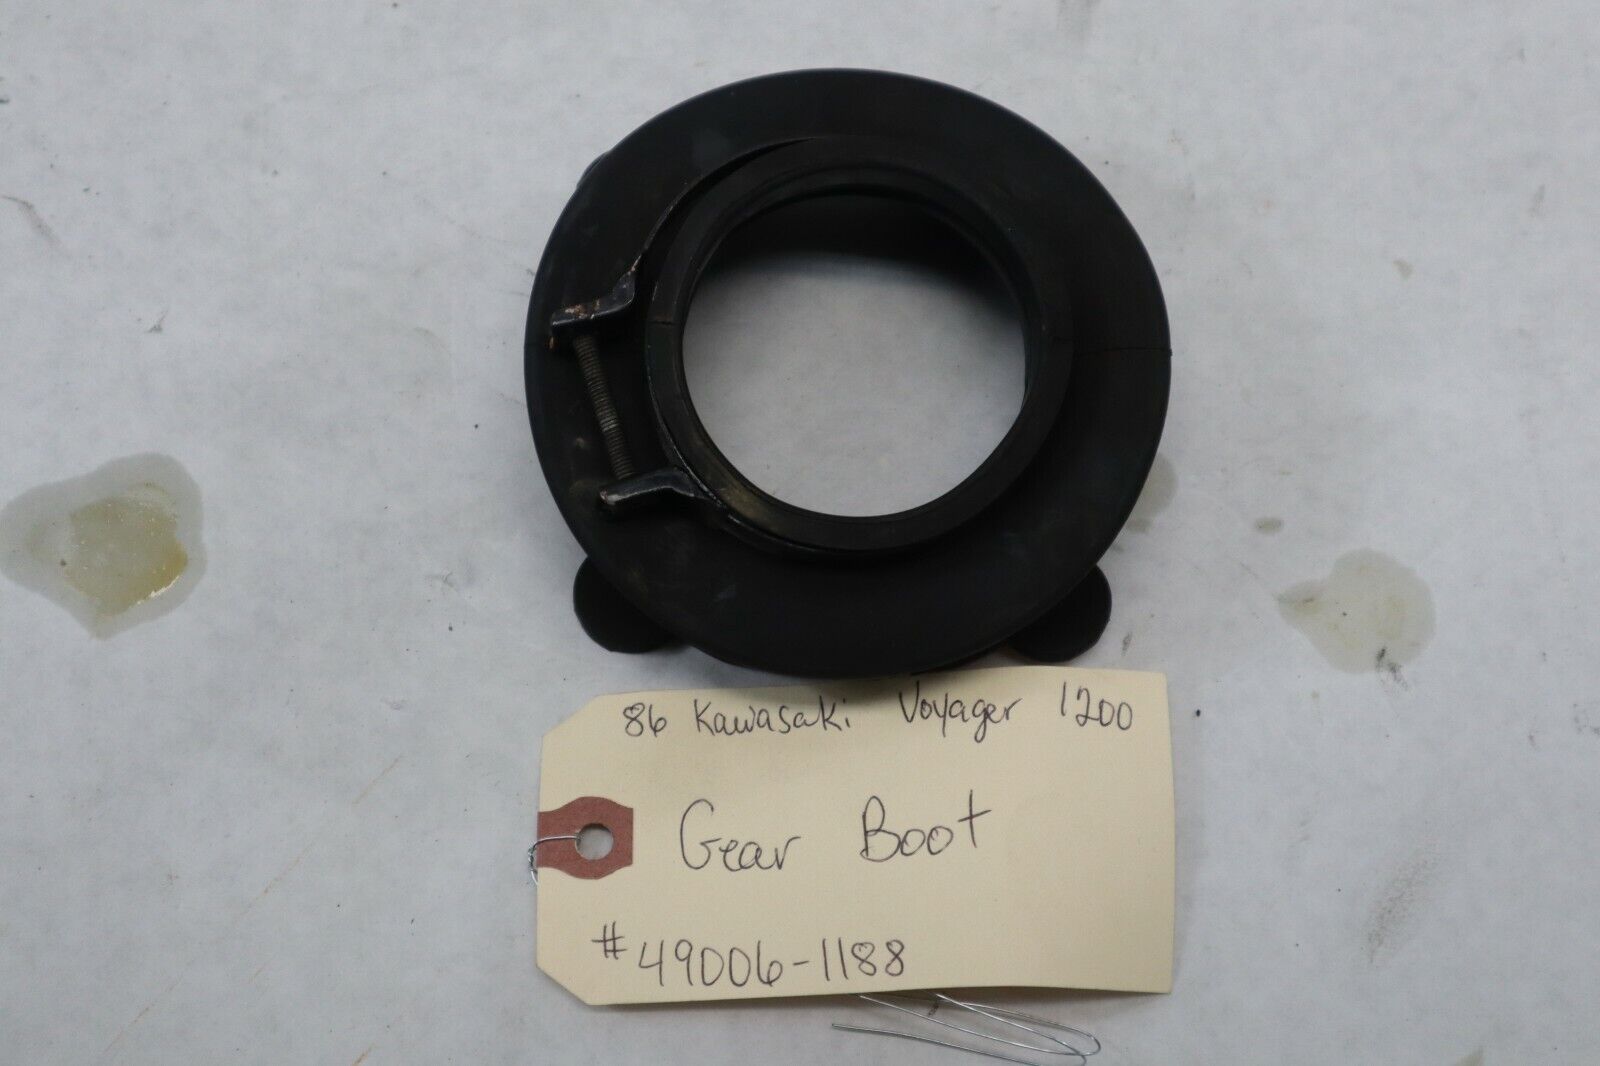 86 Kawasaki Voyager 1200
Gear Boot
#49006-1188